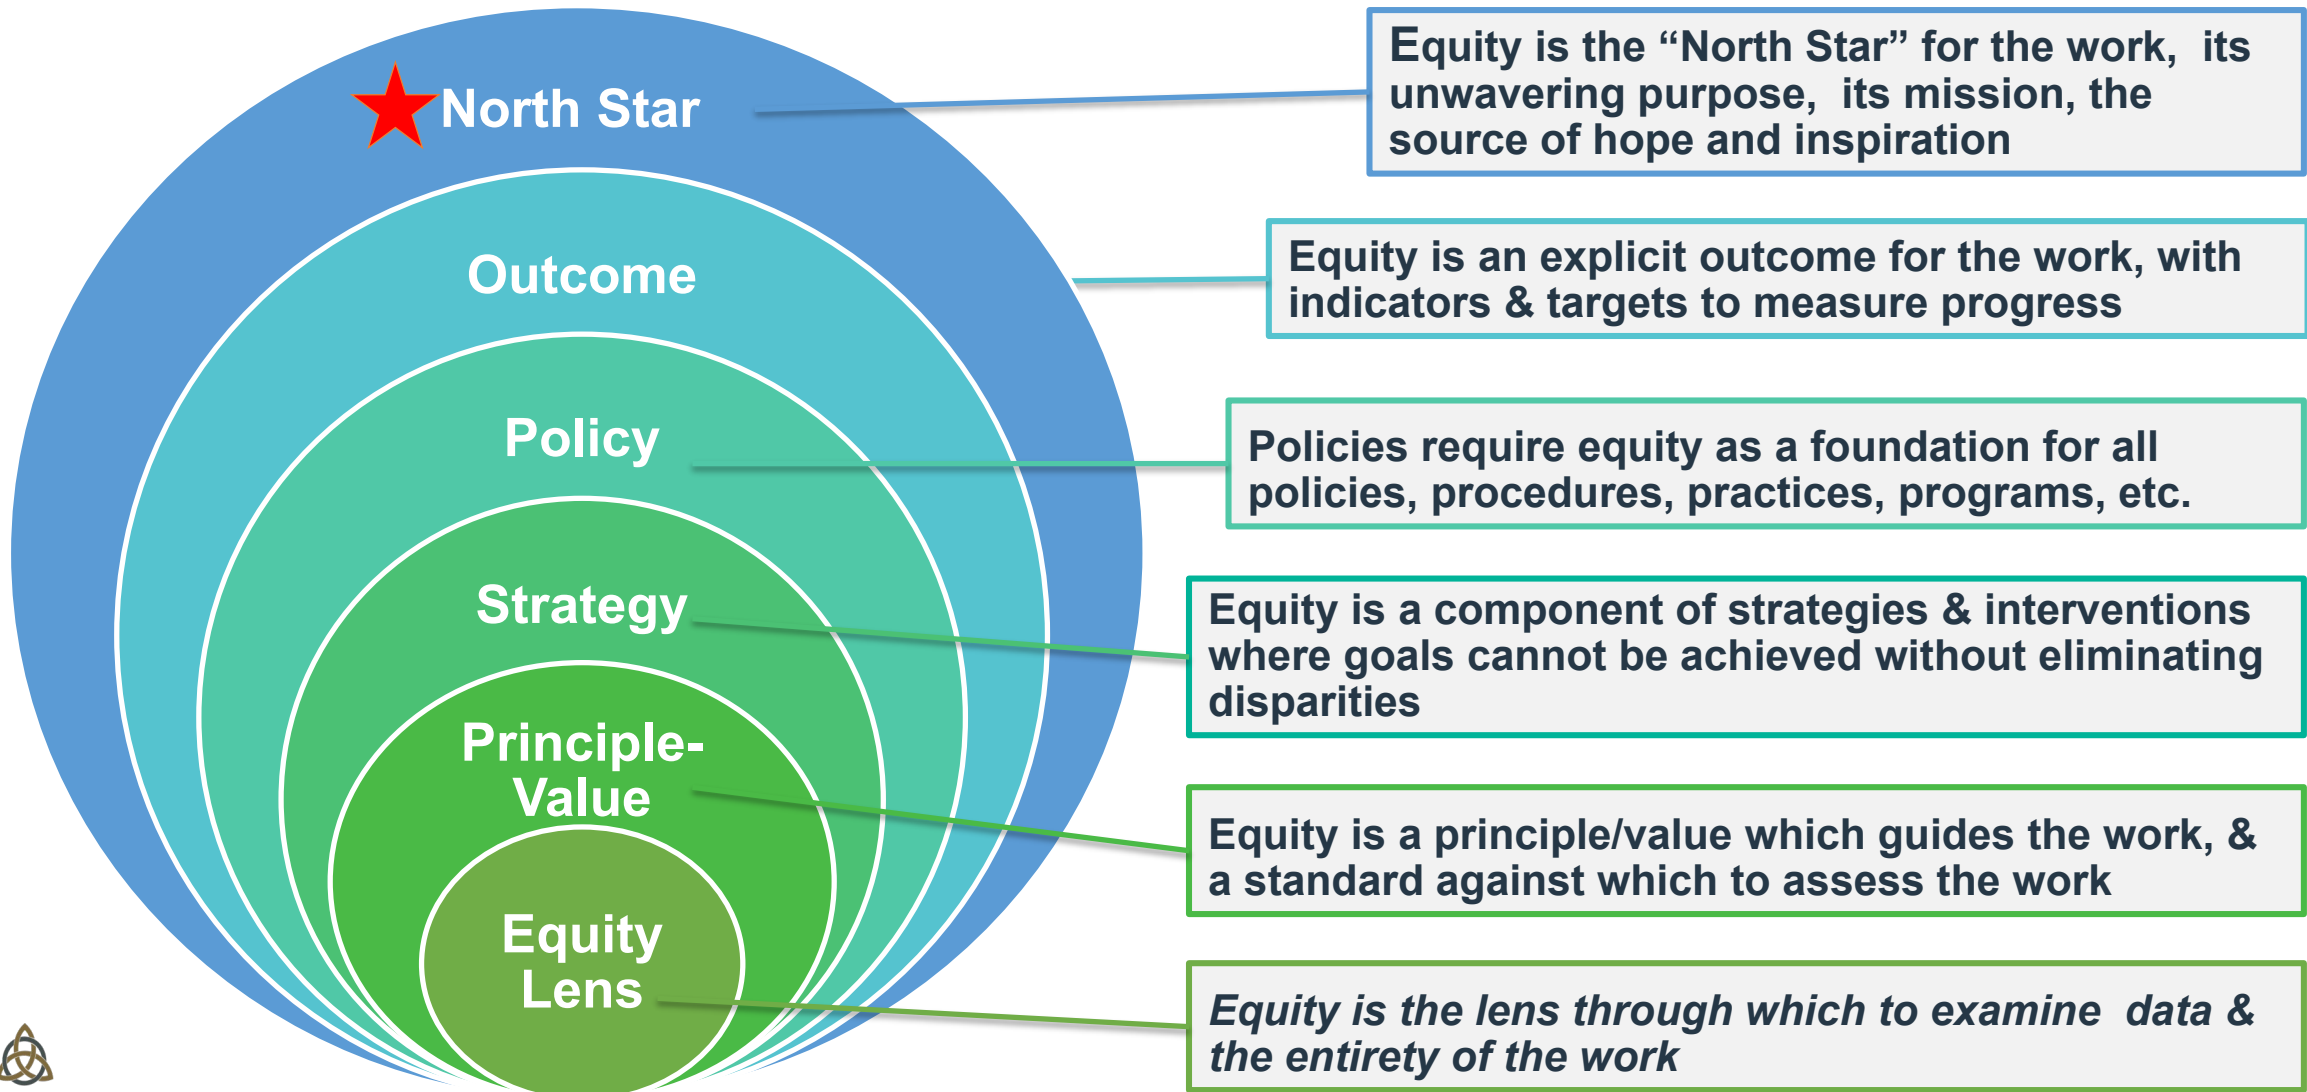 North Star
Equity is the “North Star” for the work,  its
unwavering purpose,  its mission, the
source of hope and inspiration
Outcome
Equity is an explicit outcome for the work, with
indicators & targets to measure progress
Policy
Policies require equity as a foundation for all
policies, procedures, practices, programs, etc.
Strategy
Equity is a component of strategies & interventions
where goals cannot be achieved without eliminating
disparities
Principle-
Value
Equity is a principle/value which guides the work, &
a standard against which to assess the work
Equity
Lens
Equity is the lens through which to examine  data &
the entirety of the work